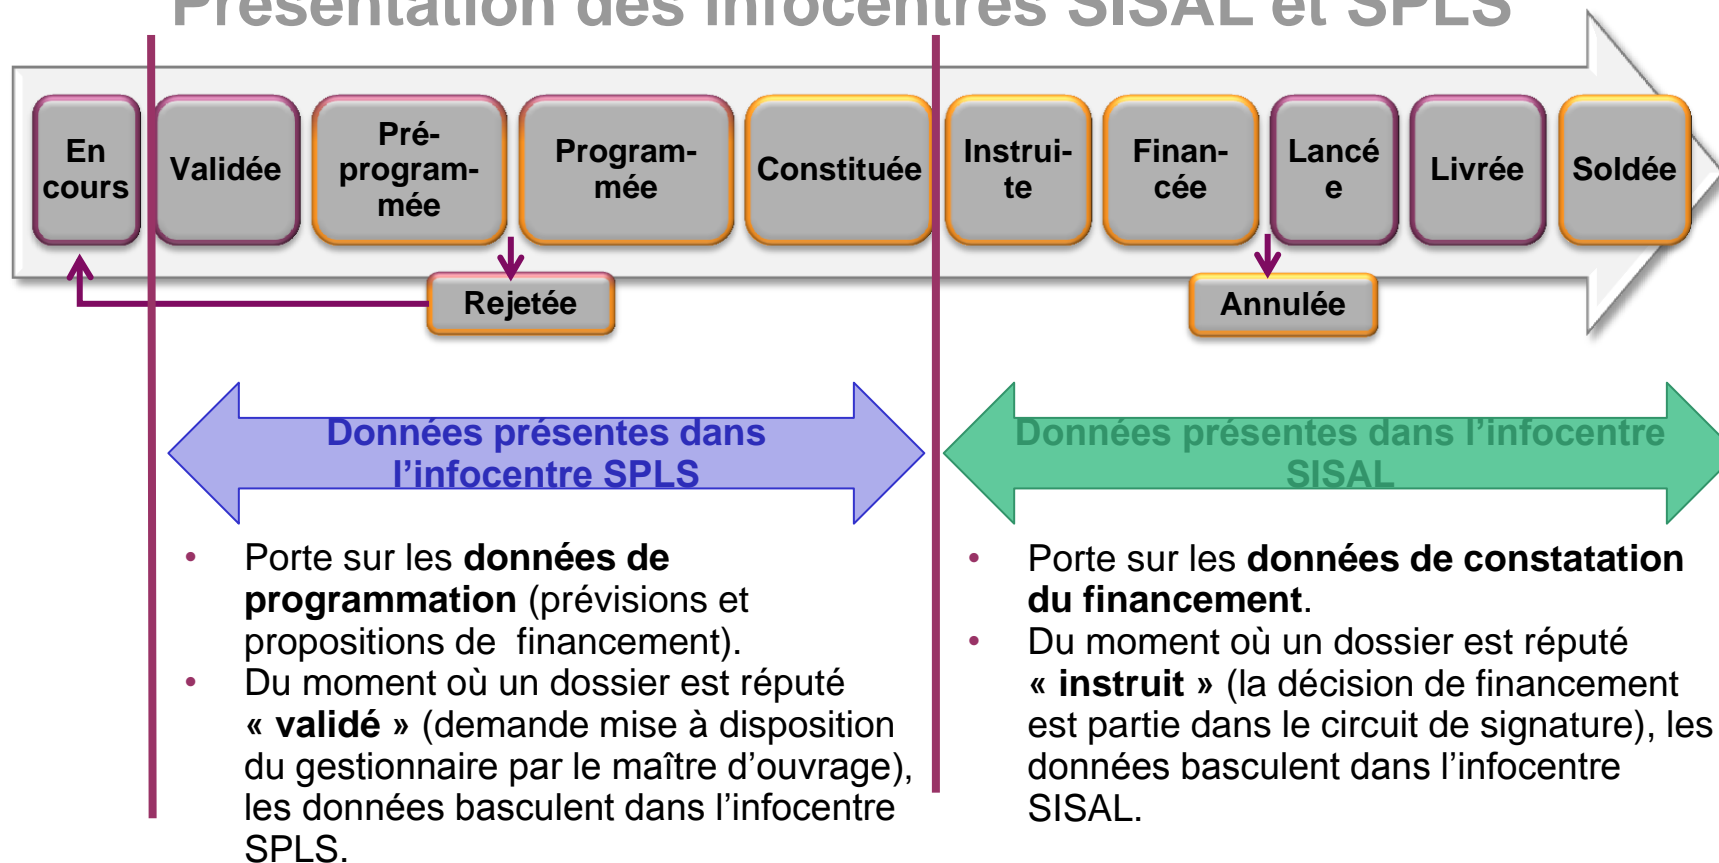 Présentation des infocentres SISAL et SPLS
En
cours
Validée
Pré-
program-
mée
Program-
mée
Constituée
Instrui-
te
Finan-
cée
Lancé
e
Livrée
Soldée
Rejetée
Annulée
Données présentes dans
l’infocentre SPLS
Données présentes dans l’infocentre
SISAL
• Porte sur les données de
programmation (prévisions et
propositions de financement).
• Du moment où un dossier est réputé
« validé » (demande mise à disposition
du gestionnaire par le maître d’ouvrage),
les données basculent dans l’infocentre
SPLS.
• Porte sur les données de constatation
du financement.
• Du moment où un dossier est réputé
« instruit » (la décision de financement
est partie dans le circuit de signature), les
données basculent dans l’infocentre
SISAL.